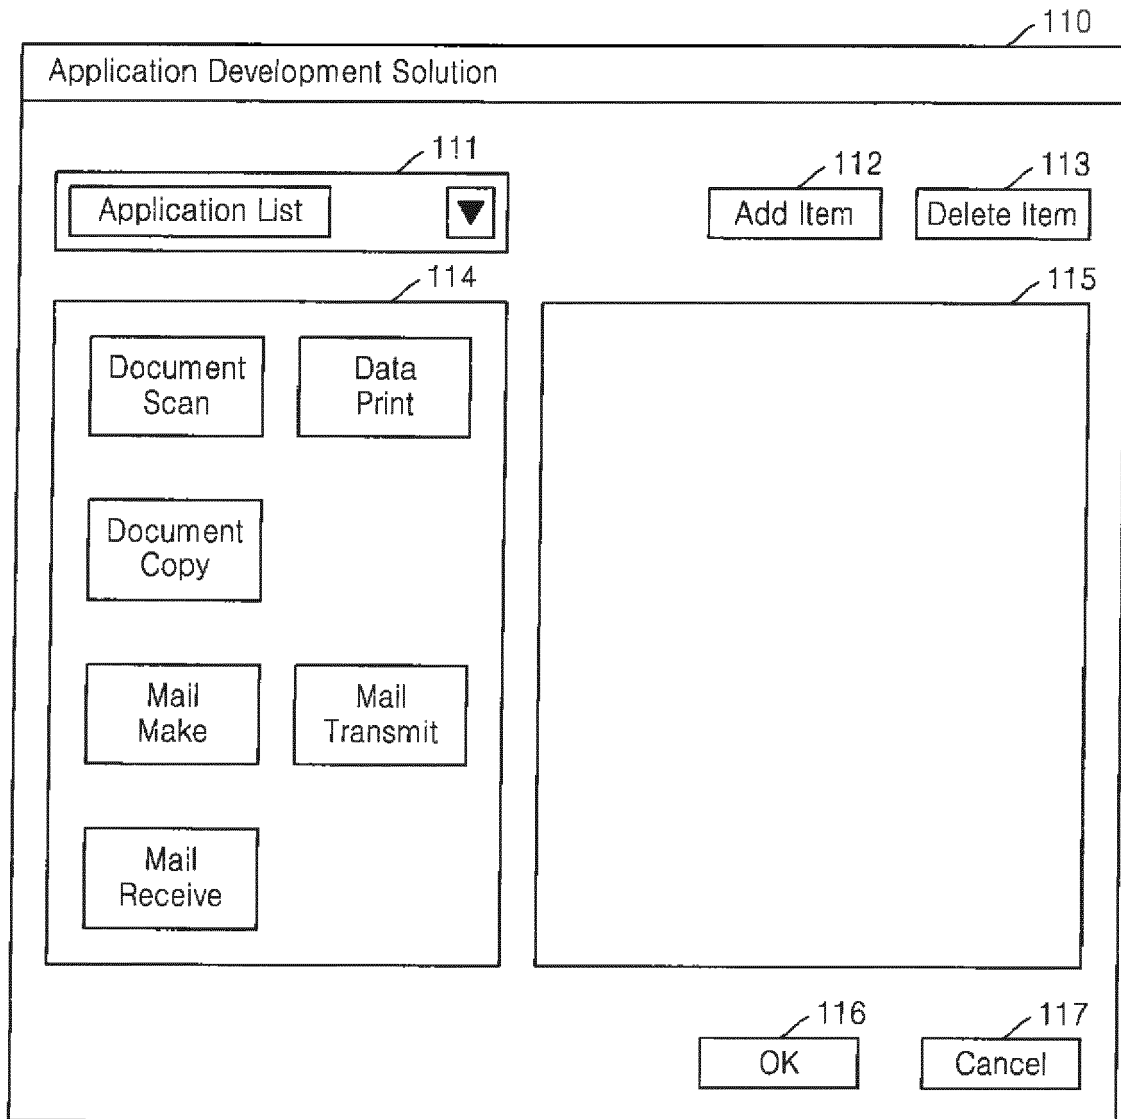 110
Application Development Solution
111
112
113
Application List
Add Item
Delete Item
114
115
Document
Scan
Data
Print
Document
Copy
Mail
Make
Mail
Transmit
Mail
Receive
116
117
OK
Cancel